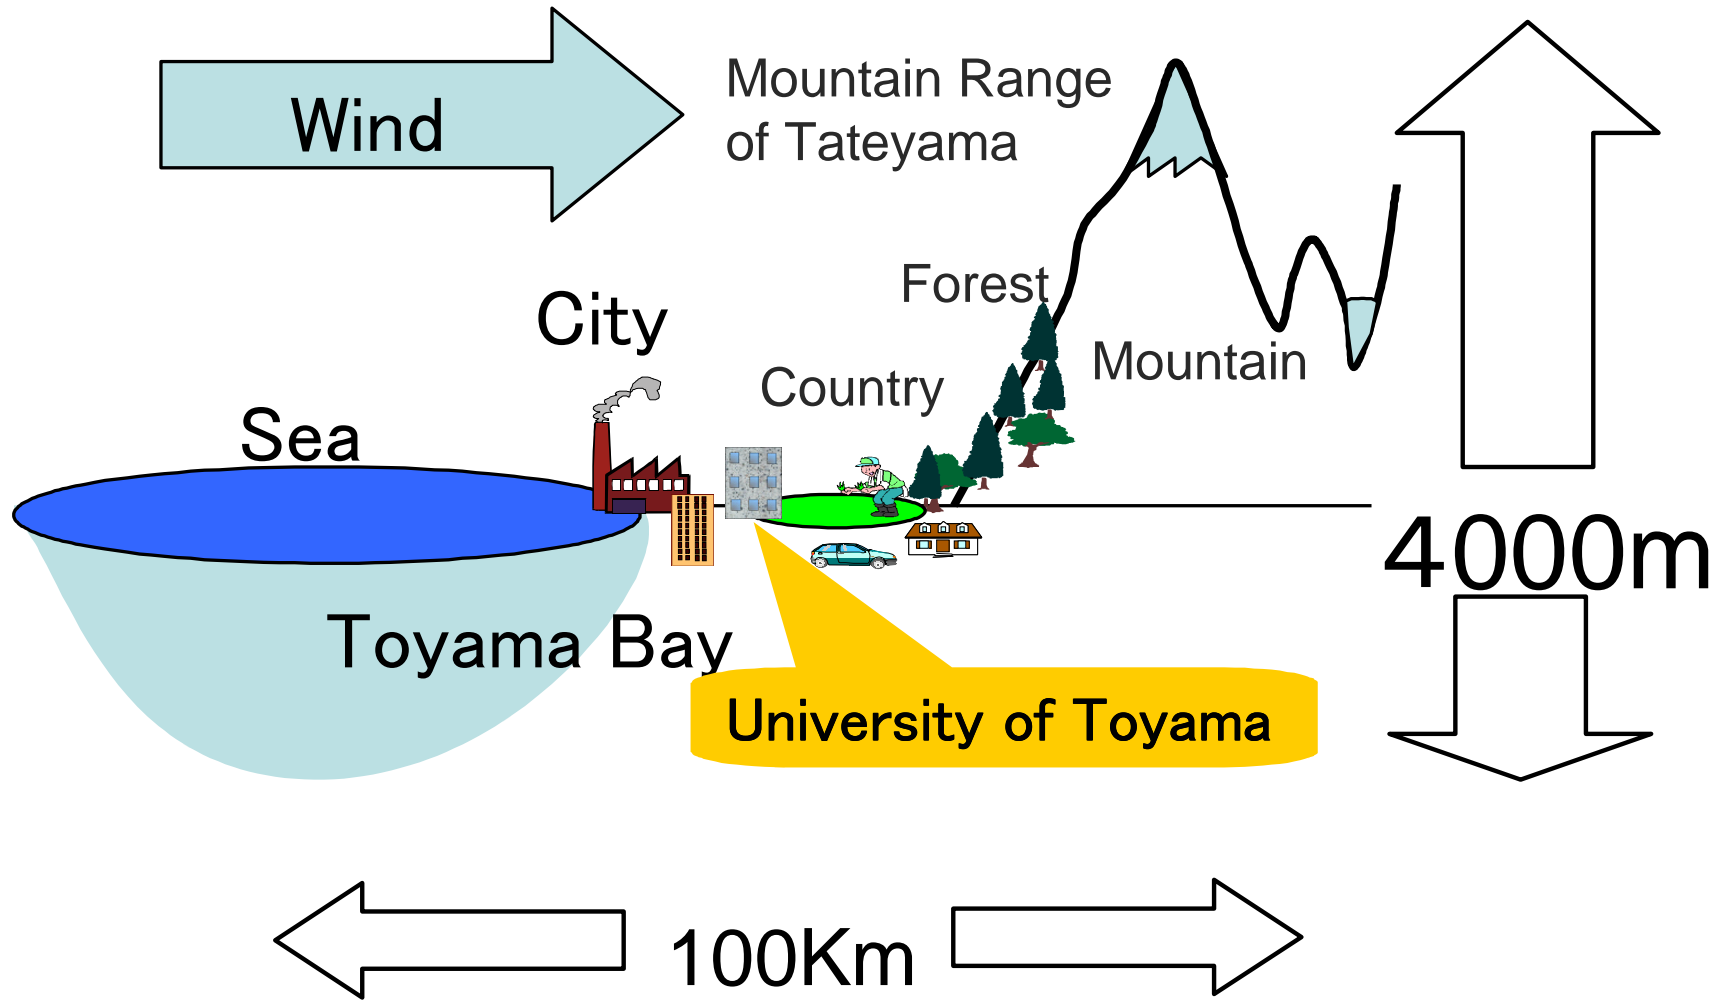 Wind
Mountain Range
of Tateyama
Forest
City
Mountain
Country
Sea
4000m
Toyama Bay
University of Toyama
100Km